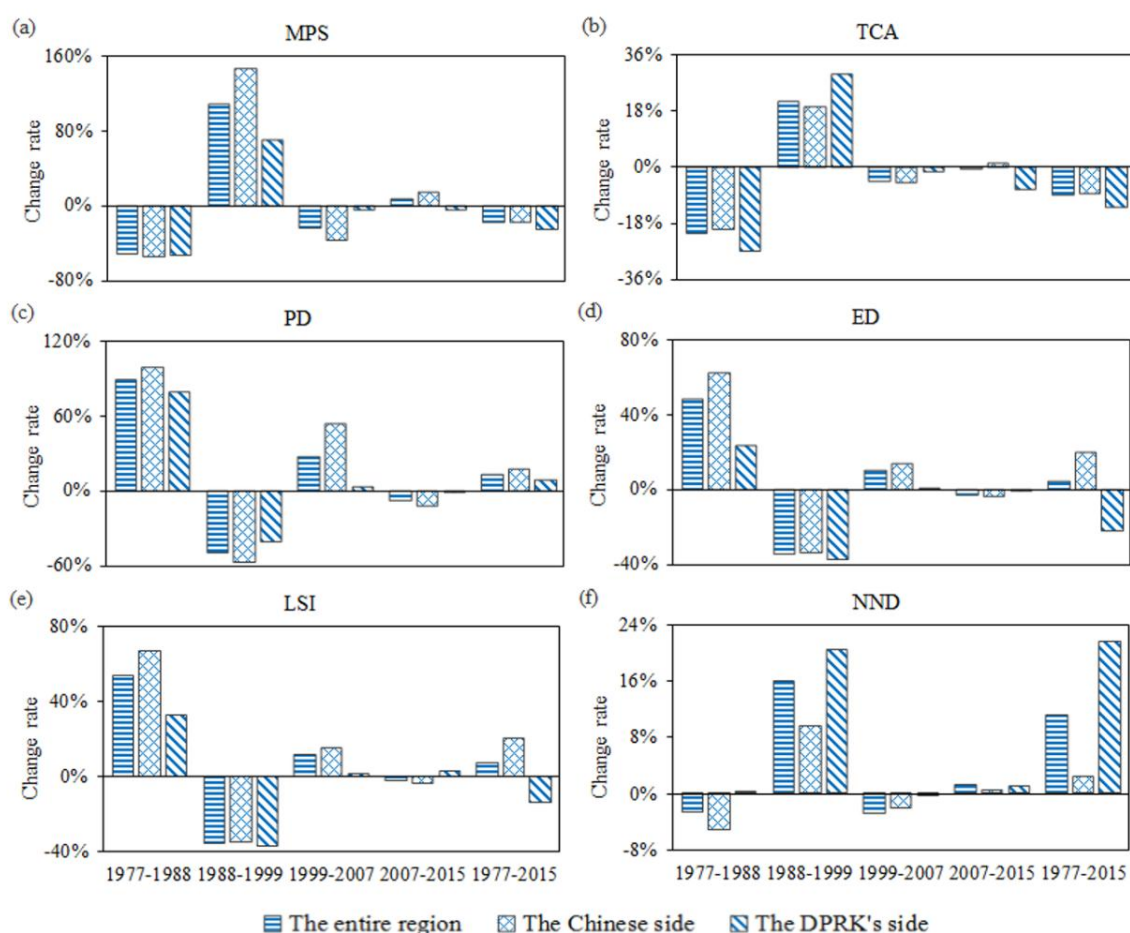 (a) MPS
160%
80%
0%
-80%
Change rate
(b) TCA
36%
18%
0%
-18%
-36%
Change rate
(c) PD
120%
60%
0%
-60%
Change rate
(d) ED
80%
40%
0%
-40%
Change rate
(e) LSI
80%
40%
0%
-40%
Change rate
1977-1988 1988-1999 1999-2007 2007-2015 1977-2015
(f) NND
24%
16%
8%
0%
-8%
Change rate
1977-1988 1988-1999 1999-2007 2007-2015 1977-2015
The entire region The Chinese side The DPRK's side